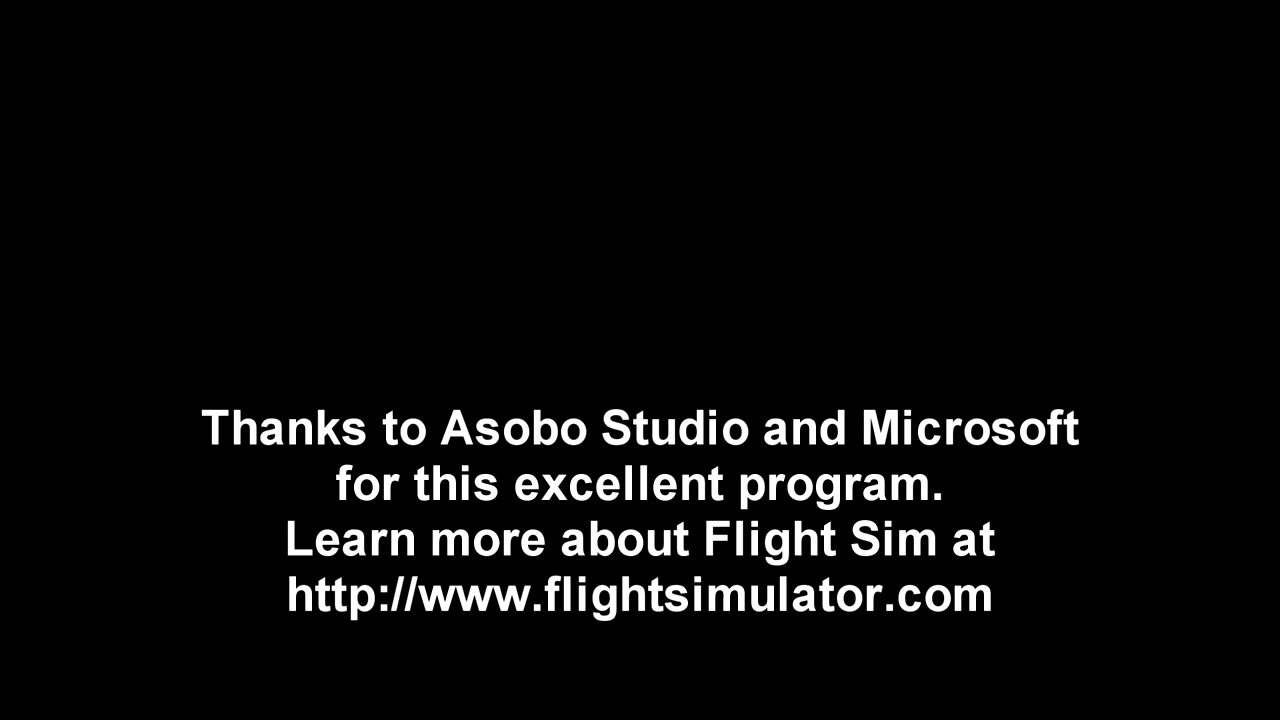 Thanks to Asobo Studio and Microsoft
for this excellent program.
Learn more about Flight Sim at
http://www.flightsimulator.com